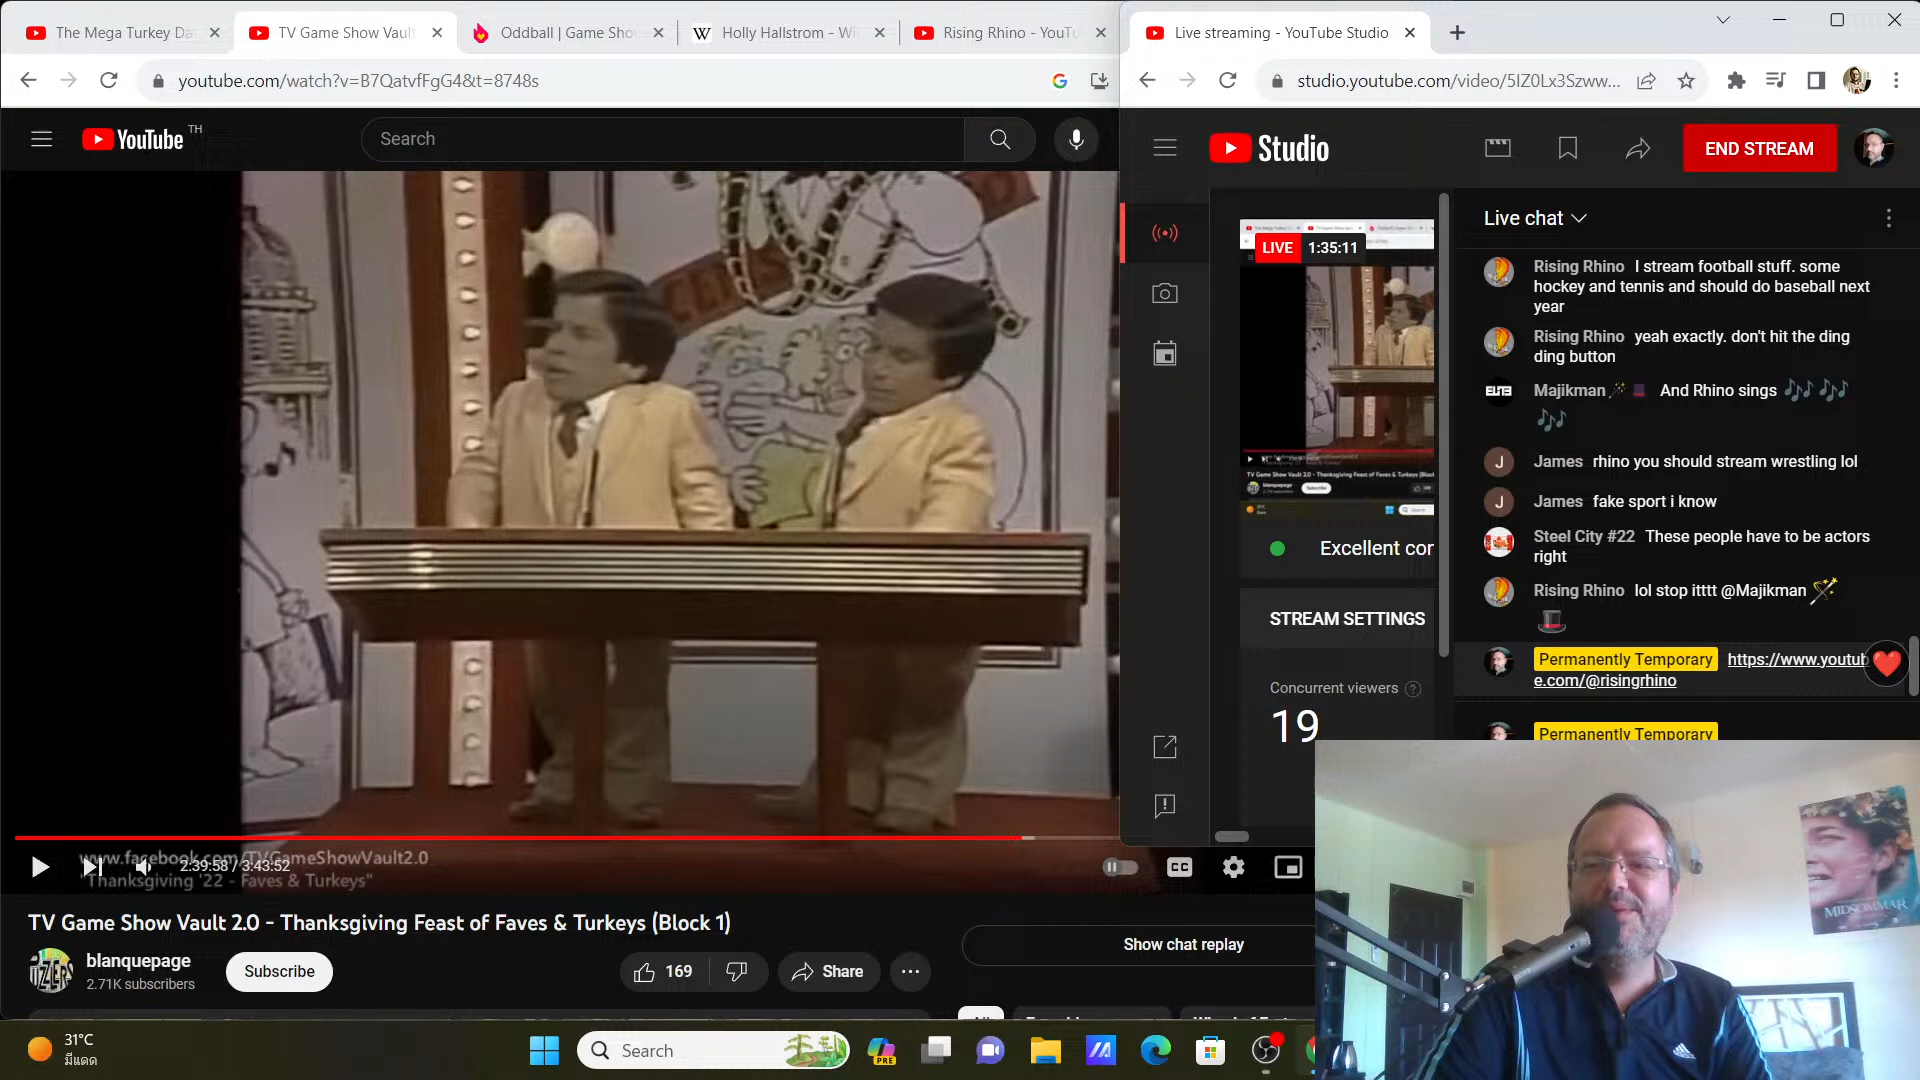 The Mega Turkey Da
TV Game Show Vault
Oddball | Game Sho
Holly Hallstrom - Wi
Rising Rhino - YouTu
Live streaming - YouTube Studio
youtube.com/watch?v=B7QatvfFgG4&t=8748s
studio.youtube.com/video/5IZ0Lx3Szww...
YouTube TH
Search
Studio
END STREAM
LIVE 1:35:11
Excellent cor
STREAM SETTINGS
Concurrent viewers
19
Live chat
Rising Rhino I stream football stuff. some
hockey and tennis and should do baseball next
year
Rising Rhino yeah exactly. don't hit the ding
ding button
Majikman And Rhino sings
James rhino you should stream wrestling lol
James fake sport i know
Steel City #22 These people have to be actors
right
Rising Rhino lol stop itttt @Majikman
Permanently Temporary https://www.youtub
e.com/@risingrhino
Permanently Temporary
www.facebook.com/TVGameShowVault2.0
2:39:58 / 3:43:52
"Thanksgiving '22 - Faves & Turkeys"
CC
TV Game Show Vault 2.0 - Thanksgiving Feast of Faves & Turkeys (Block 1)
blanquepage
2.71K subscribers
Subscribe
169
Share
Show chat replay
MIDSOMMAR
31°C
มีแดด
Search
PRE